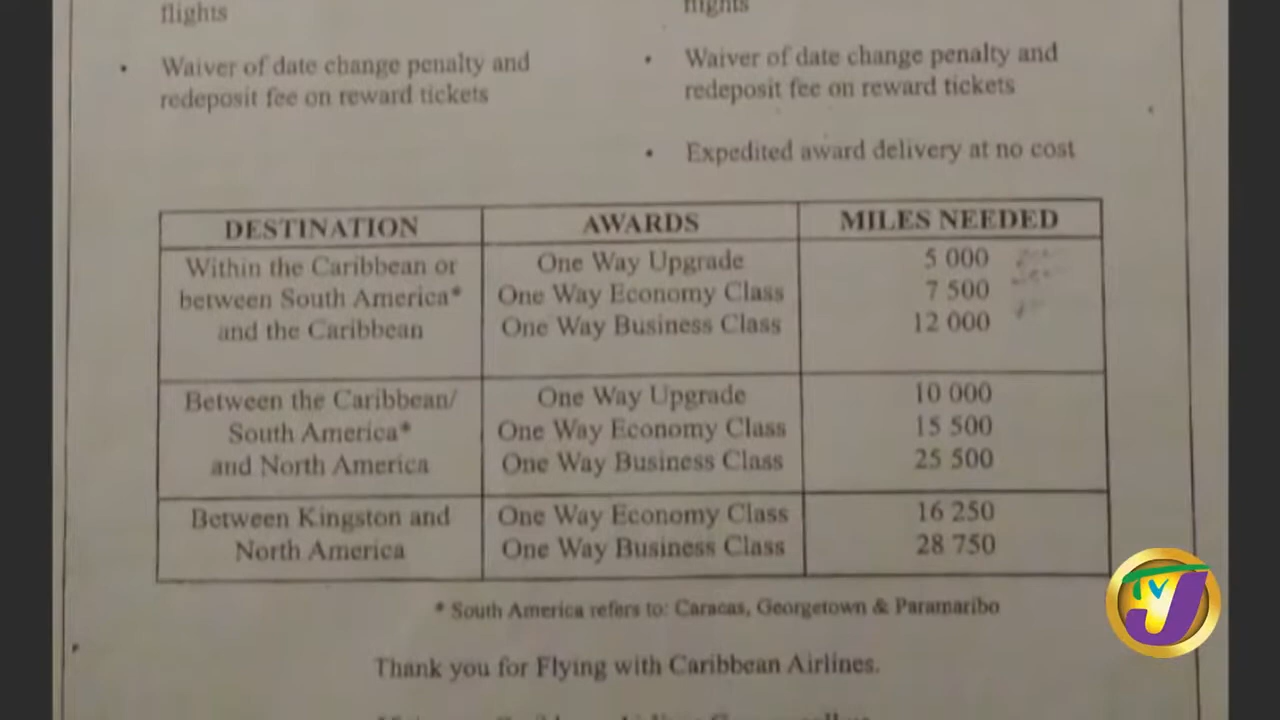 flights
flights
• Waiver of date change penalty and
redeposit fee on reward tickets
• Waiver of date change penalty and
redeposit fee on reward tickets
• Expedited award delivery at no cost
DESTINATION AWARDS MILES NEEDED
Within the Caribbean or One Way Upgrade 5 000
between South America* One Way Economy Class 7 500
and the Caribbean One Way Business Class 12 000
Between the Caribbean/ One Way Upgrade 10 000
South America* One Way Economy Class 15 500
and North America One Way Business Class 25 500
Between Kingston and One Way Economy Class 16 250
North America One Way Business Class 28 750
* South America refers to: Caracas, Georgetown & Paramaribo
Thank you for Flying with Caribbean Airlines.
TVJ